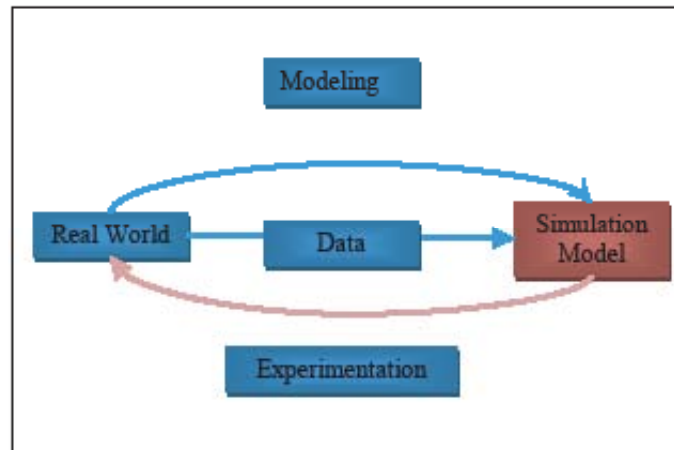 Modeling
Real World
Data
Simulation
Model
Experimentation